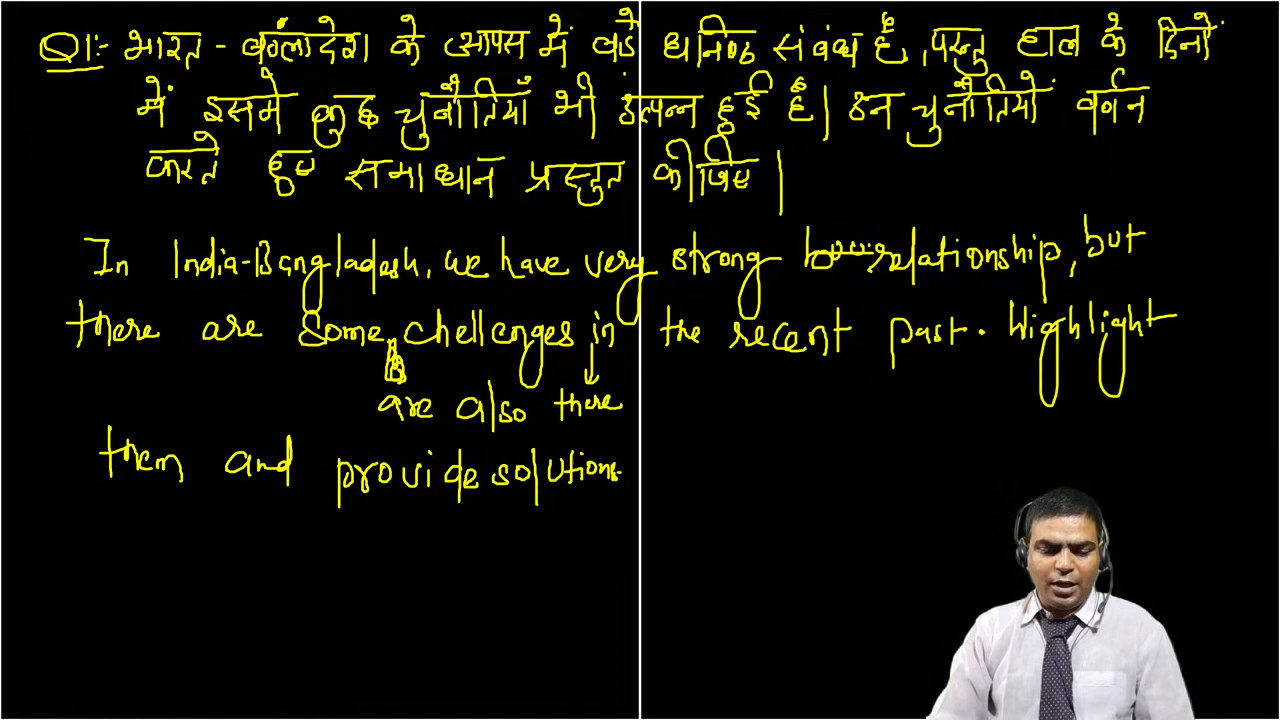 Q1:- भारत - बंग्लादेश के आपस में बड़े घनिष्ठ संबंध हैं, परन्तु हाल के दिनों
में इसमें कुछ चुनौतियाँ भी उत्पन्न हुई हैं। उन चुनौतियों वर्णन
करते हुए समाधान प्रस्तुत कीजिए।
In India-Bangladesh, we have very strong relationship, but
there are some challenges in the recent past. Highlight
are also there
them and provide solutions.